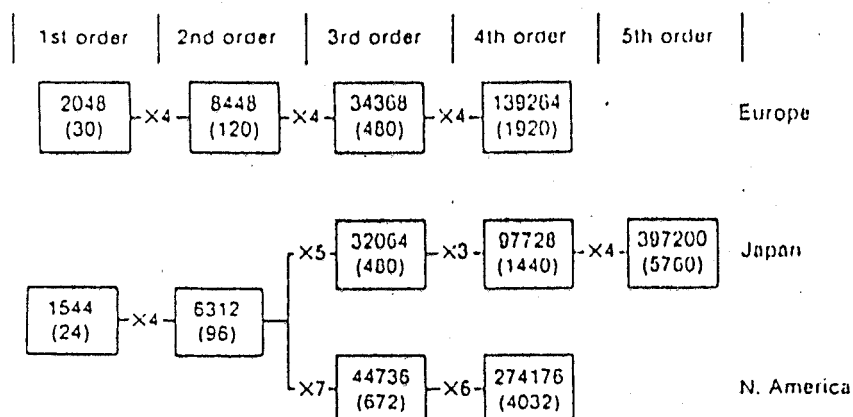 1st order 2nd order 3rd order 4th order 5th order
2048 8448 34368 139264
(30) ×4 (120) ×4 (480) ×4 (1920) Europe
32064 97728 397200
×5 (480) ×3 (1440) ×4 (5760) Japan
1544 6312
(24) ×4 (96)
44736 274176
×7 (672) ×6 (4032) N. America